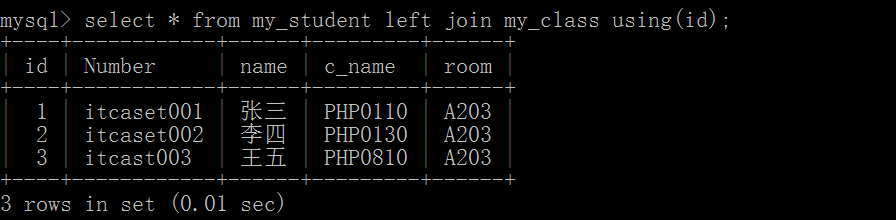 mysql> select * from my_student left join my_class using(id);
+----+------------+------+---------+------+
| id | Number | name | c_name | room |
+----+------------+------+---------+------+
| 1 | itcaset001 | 张三 | PHP0110 | A203 |
| 2 | itcaset002 | 李四 | PHP0130 | A203 |
| 3 | itcast003 | 王五 | PHP0810 | A203 |
+----+------------+------+---------+------+
3 rows in set (0.01 sec)